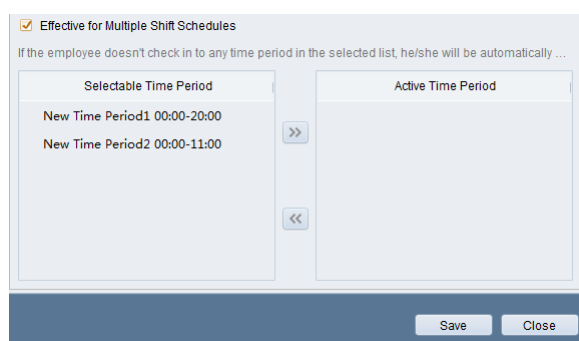 Effective for Multiple Shift Schedules
If the employee doesn't check in to any time period in the selected list, he/she will be automatically ...
Selectable Time Period
Active Time Period
New Time Period1 00:00-20:00
New Time Period2 00:00-11:00
>>
<<
Save
Close